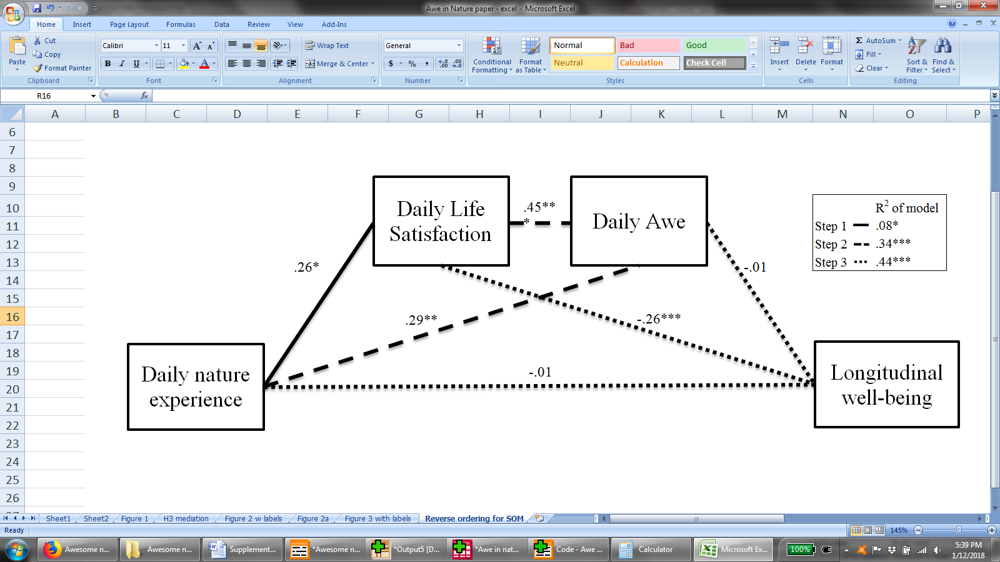 Awe in Nature paper - excel - Microsoft Excel
Home Insert Page Layout Formulas Data Review View Add-Ins
Paste
Cut
Copy
Format Painter
Clipboard
Calibri 11
B I U
Font
Wrap Text
Merge & Center
Alignment
General
$ % ,
Number
Conditional Formatting
Format as Table
Normal Bad Good
Neutral Calculation Check Cell
Styles
Insert Delete Format
Cells
Σ AutoSum
Fill
Clear
Sort & Filter
Find & Select
Editing
R16 fx
A B C D E F G H I J K L M N O P
6
7
8
9
10
11
12
13
14
15
16
17
18
19
20
21
22
23
24
25
26
27
Daily Life
Satisfaction
.45**
*
Daily Awe
R2 of model
Step 1 .08*
Step 2 .34***
Step 3 .44***
.26*
-.01
.29**
-.26***
-.01
Daily nature
experience
Longitudinal
well-being
Sheet1 Sheet2 Figure 1 H3 mediation Figure 2 w labels Figure 2a Figure 3 with labels Reverse ordering for SOM
Ready 145%
Awesome n... Awesome n... Supplement... *Awesome n... *Output5 [D... *Awe in nat... Code - Awe ... Calculator Microsoft Ex... 100% 5:39 PM
1/12/2018